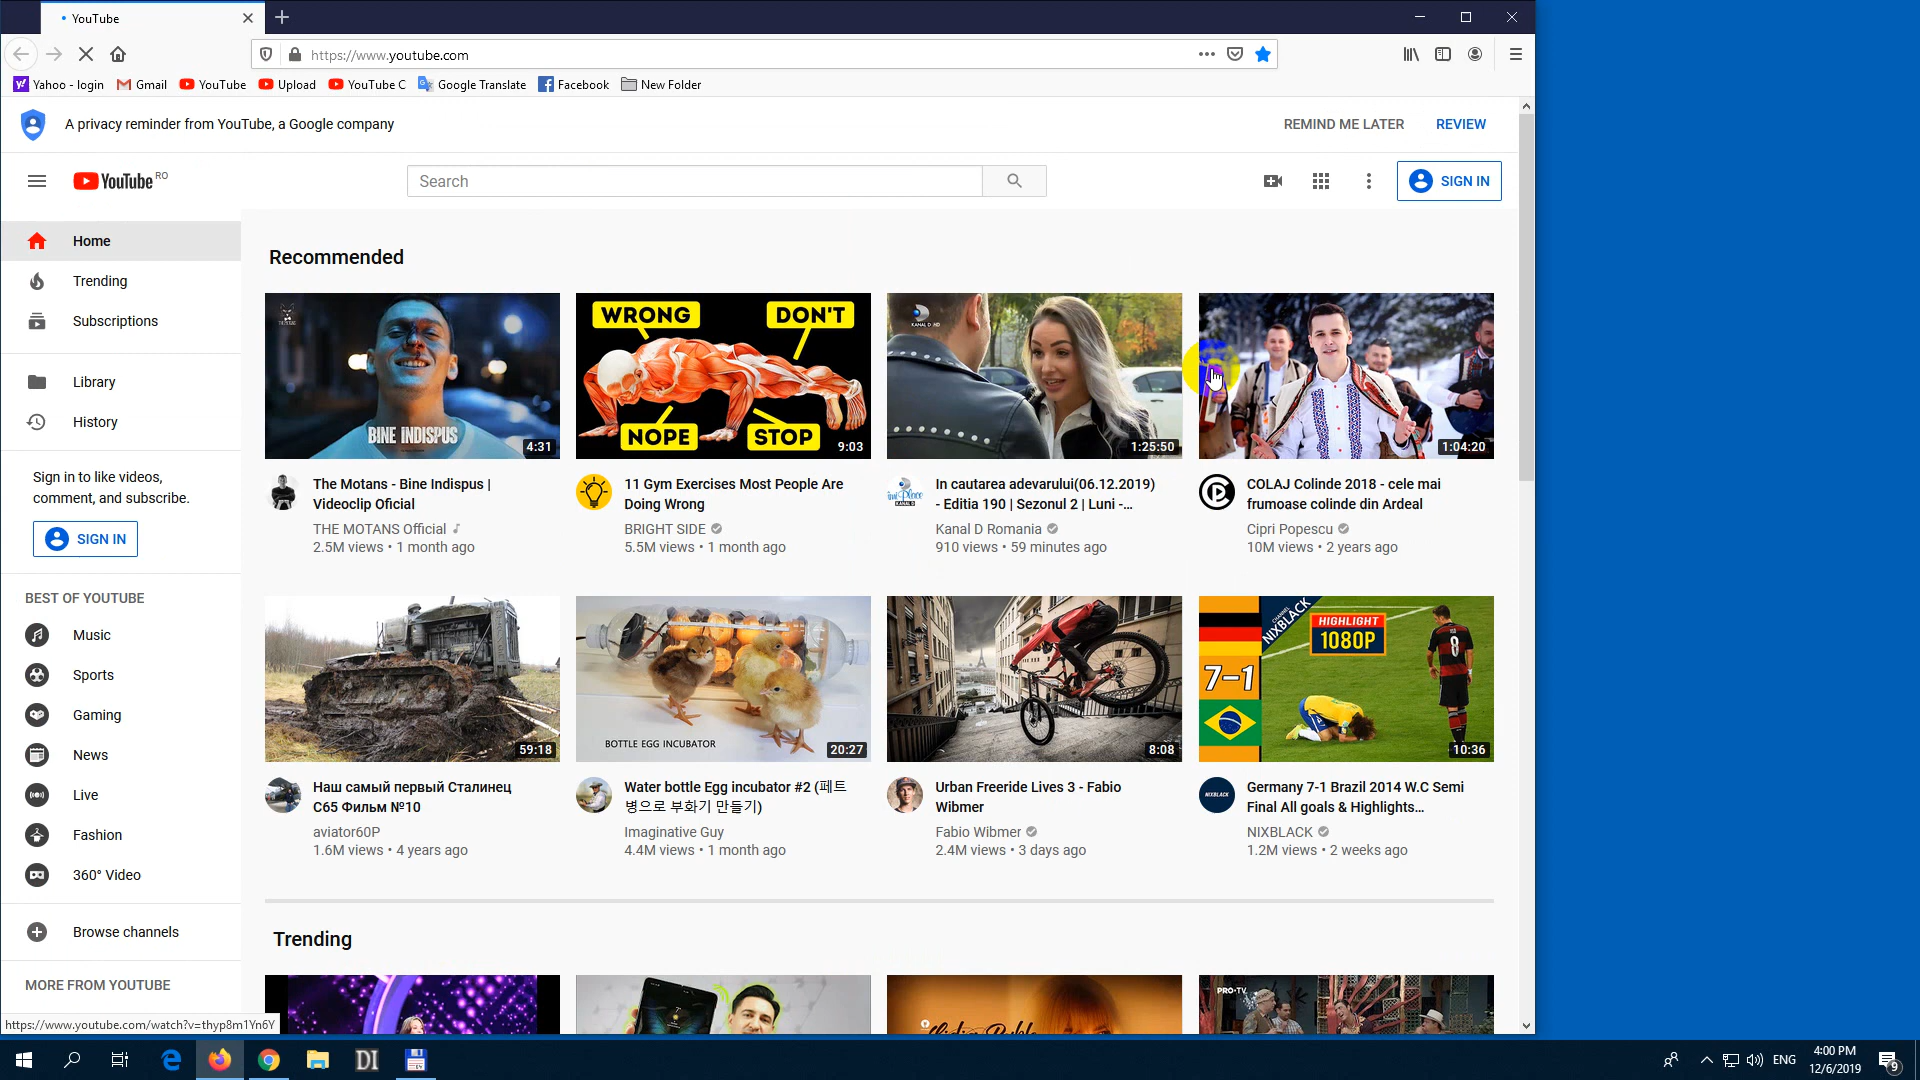 YouTube
https://www.youtube.com
Yahoo - login
Gmail
YouTube
Upload
YouTube C
Google Translate
Facebook
New Folder
A privacy reminder from YouTube, a Google company
REMIND ME LATER
REVIEW
YouTube RO
Search
SIGN IN
Home
Trending
Subscriptions
Library
History
Sign in to like videos,
comment, and subscribe.
SIGN IN
BEST OF YOUTUBE
Music
Sports
Gaming
News
Live
Fashion
360° Video
Browse channels
MORE FROM YOUTUBE
Recommended
BINE INDISPUS
4:31
The Motans - Bine Indispus |
Videoclip Oficial
THE MOTANS Official
2.5M views • 1 month ago
WRONG
DON'T
NOPE
STOP
9:03
11 Gym Exercises Most People Are
Doing Wrong
BRIGHT SIDE
5.5M views • 1 month ago
KANAL D HD
1:25:50
In cautarea adevarului(06.12.2019)
- Editia 190 | Sezonul 2 | Luni -...
Kanal D Romania
910 views • 59 minutes ago
1:04:20
COLAJ Colinde 2018 - cele mai
frumoase colinde din Ardeal
Cipri Popescu
10M views • 2 years ago
59:18
Наш самый первый Сталинец
С65 Фильм №10
aviator60P
1.6M views • 4 years ago
BOTTLE EGG INCUBATOR
20:27
Water bottle Egg incubator #2 (페트
병으로 부화기 만들기)
Imaginative Guy
4.4M views • 1 month ago
8:08
Urban Freeride Lives 3 - Fabio
Wibmer
Fabio Wibmer
2.4M views • 3 days ago
CHANNEL
NIXBLACK
HIGHLIGHT
1080P
7-1
8
10:36
NIXBLACK
Germany 7-1 Brazil 2014 W.C Semi
Final All goals & Highlights...
NIXBLACK
1.2M views • 2 weeks ago
Trending
PRO•TV
https://www.youtube.com/watch?v=thyp8m1Yn6Y
DI
ENG
4:00 PM
12/6/2019
9